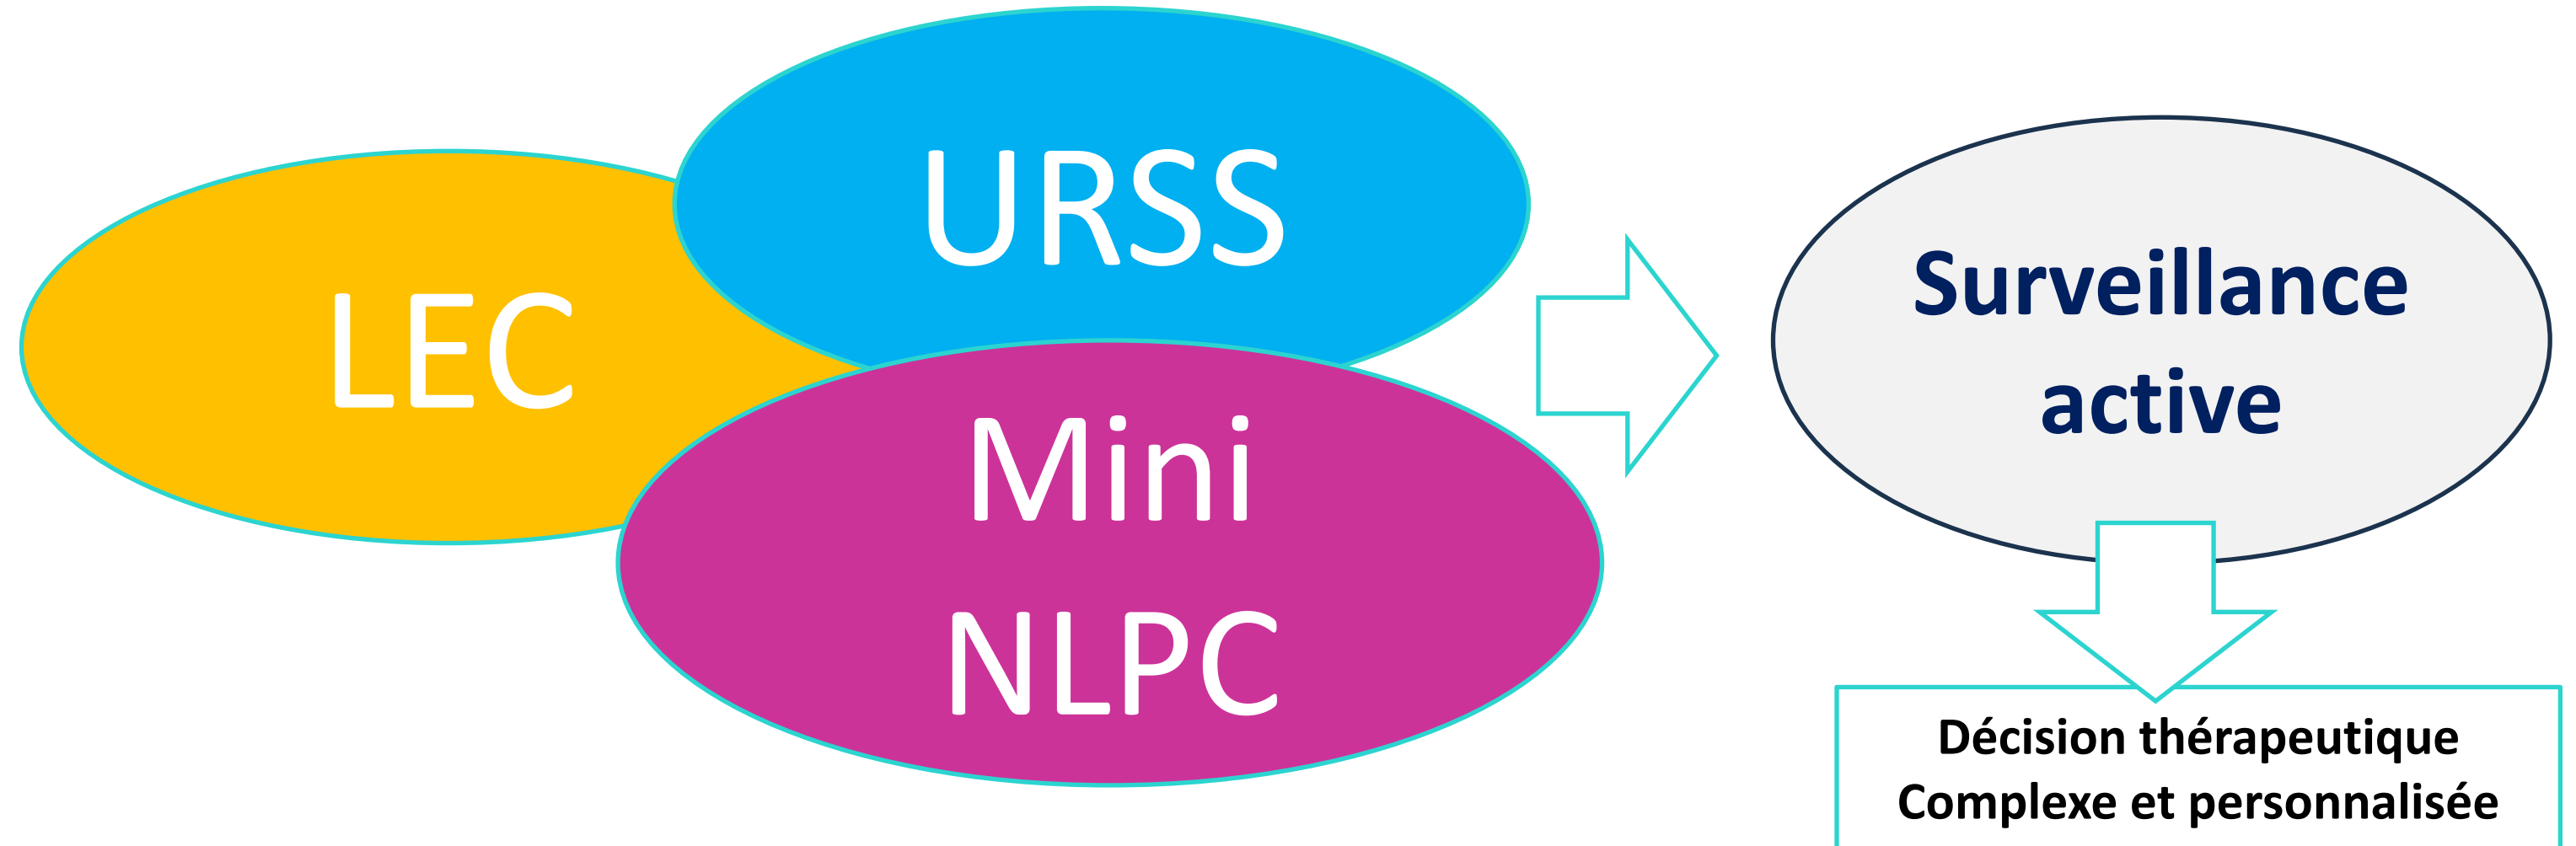 URSS
LEC
Mini
NLPC
Surveillance
active
Décision thérapeutique
Complexe et personnalisée